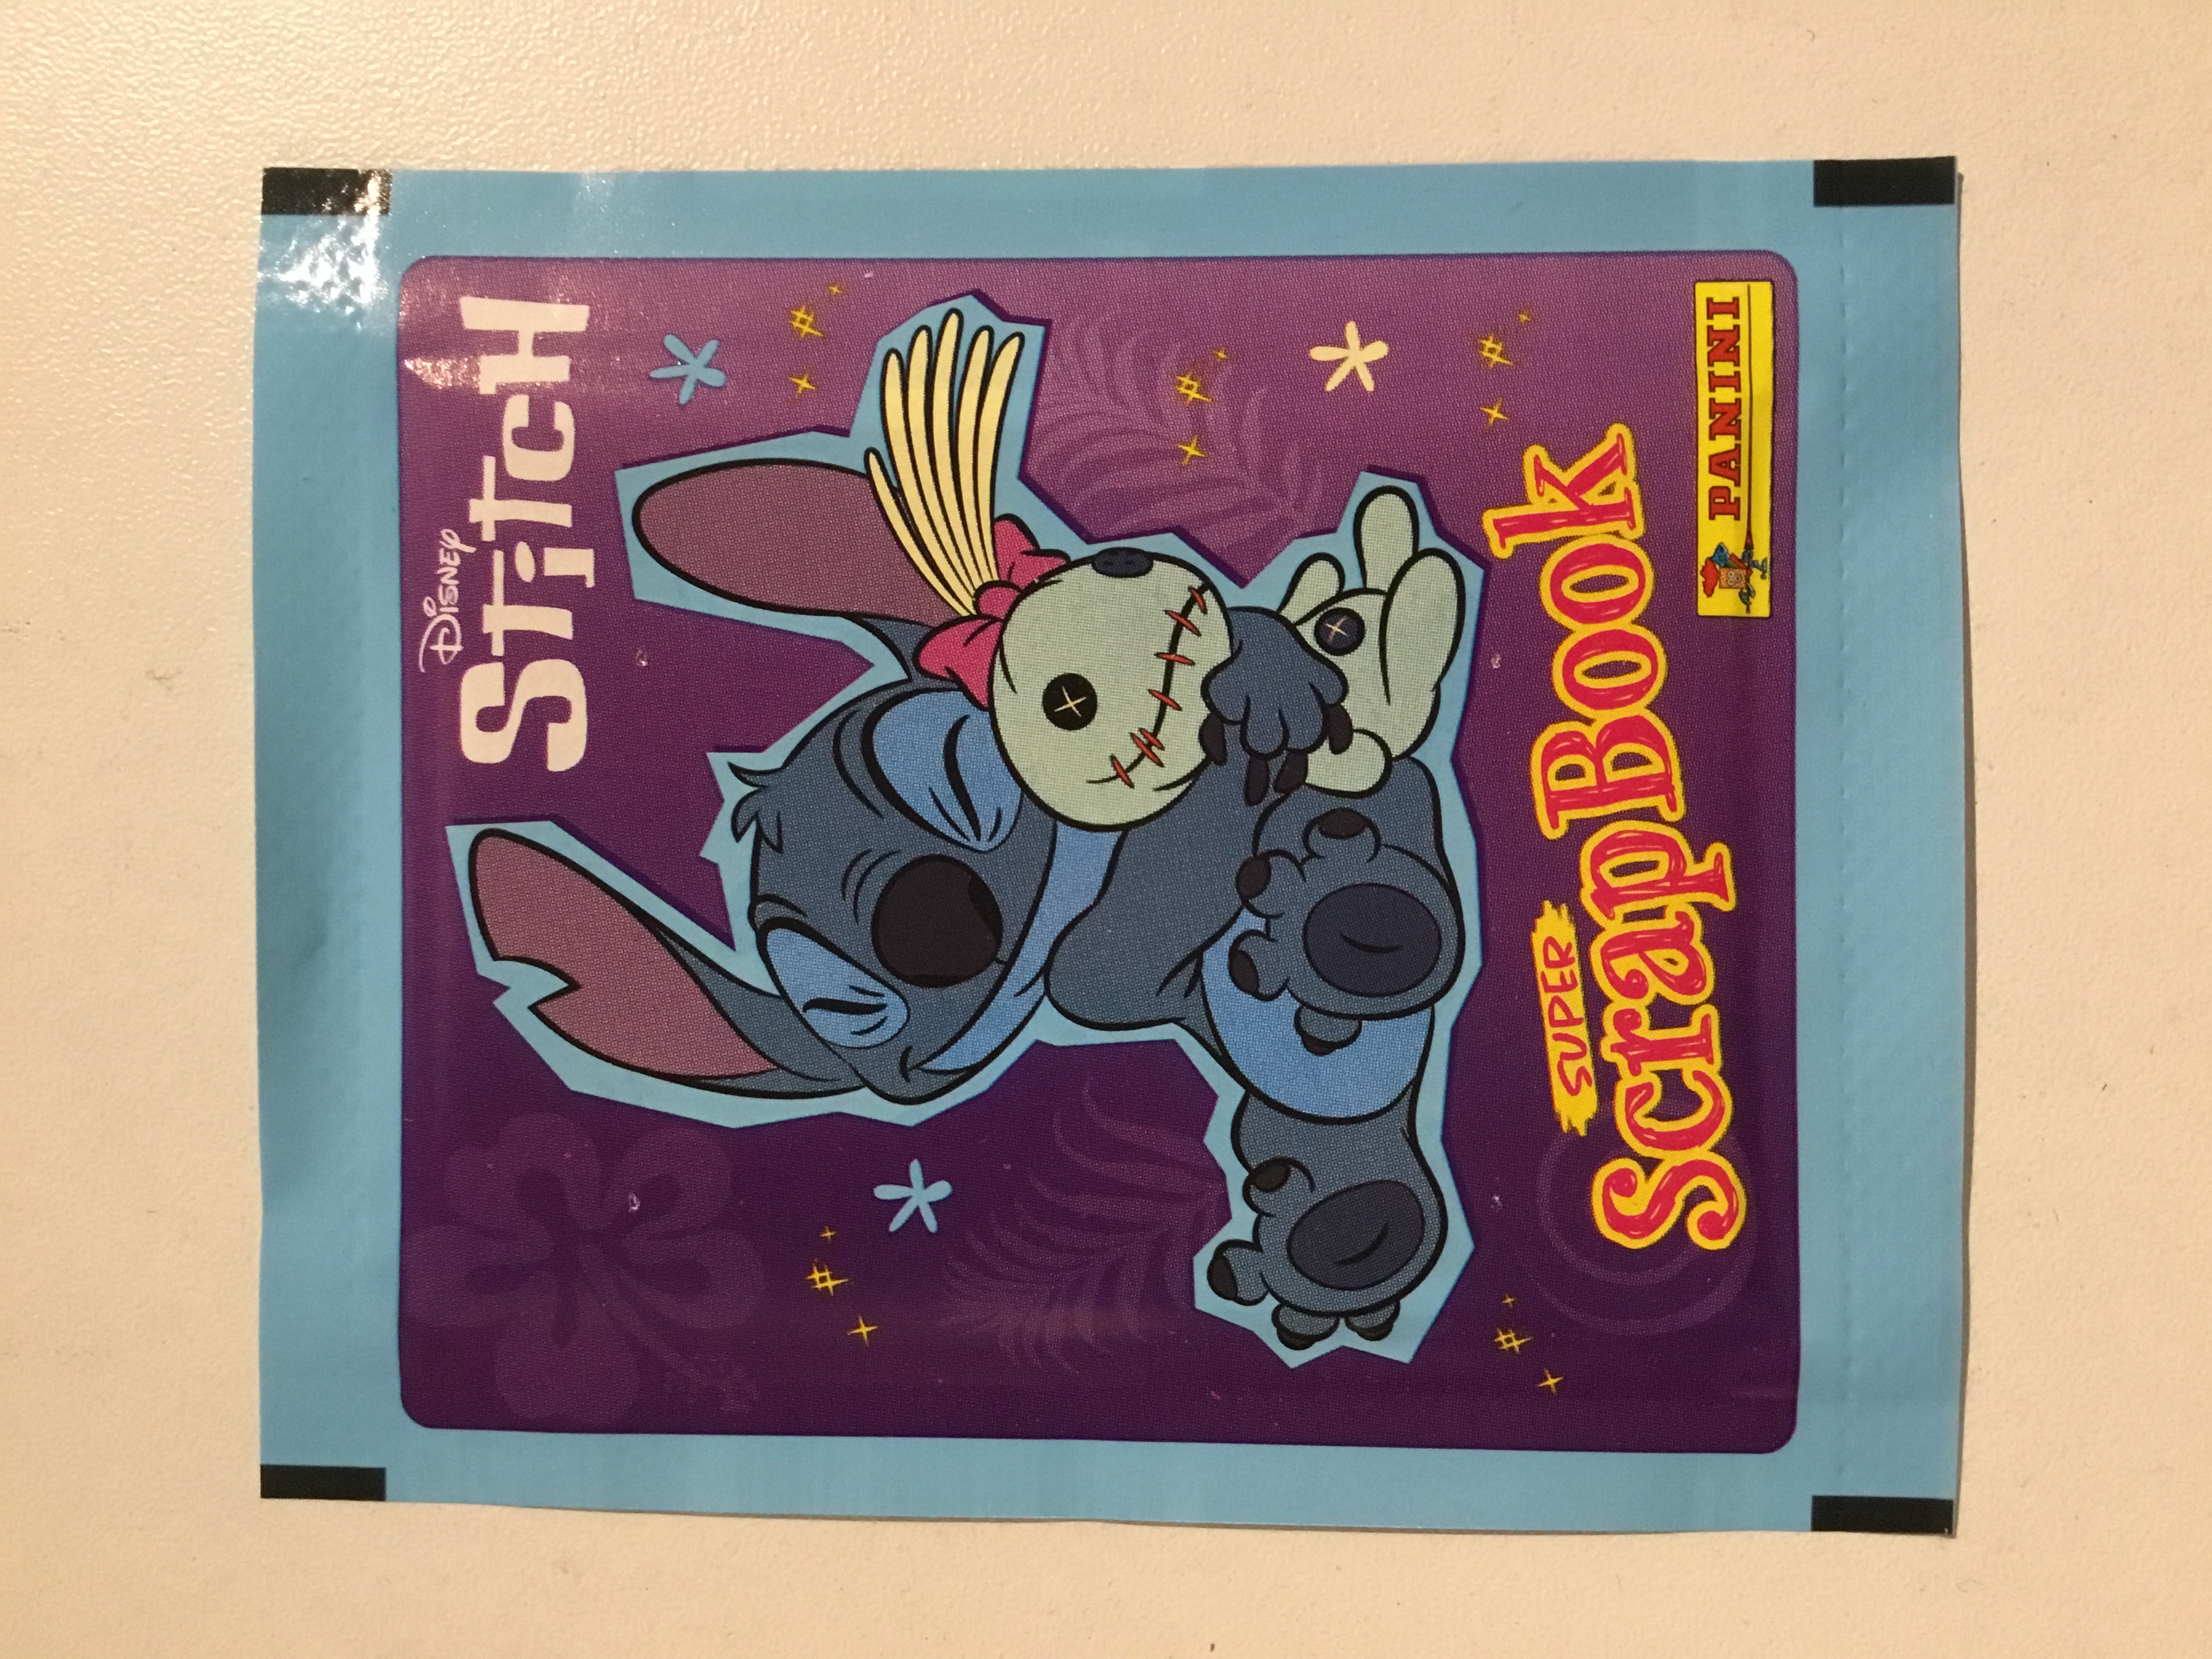 Disney
Stitch
SUPER
ScrapBook
PANINI